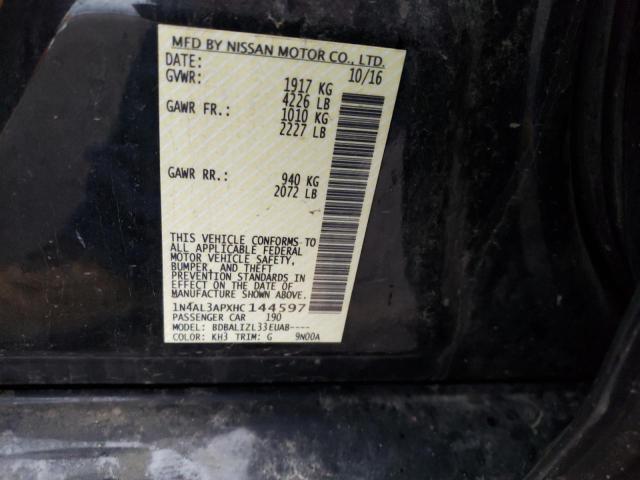 MFD BY NISSAN MOTOR CO., LTD.
DATE: 10/16
GVWR: 1917 KG
4226 LB
GAWR FR.: 1010 KG
2227 LB
GAWR RR.: 940 KG
2072 LB
THIS VEHICLE CONFORMS TO
ALL APPLICABLE FEDERAL
MOTOR VEHICLE SAFETY,
BUMPER, AND THEFT
PREVENTION STANDARDS IN
EFFECT ON THE DATE OF
MANUFACTURE SHOWN ABOVE.
1N4AL3APXHC144597
PASSENGER CAR 190
MODEL: BDBALIZL33EUAB----
COLOR: KH3 TRIM: G 9N00A